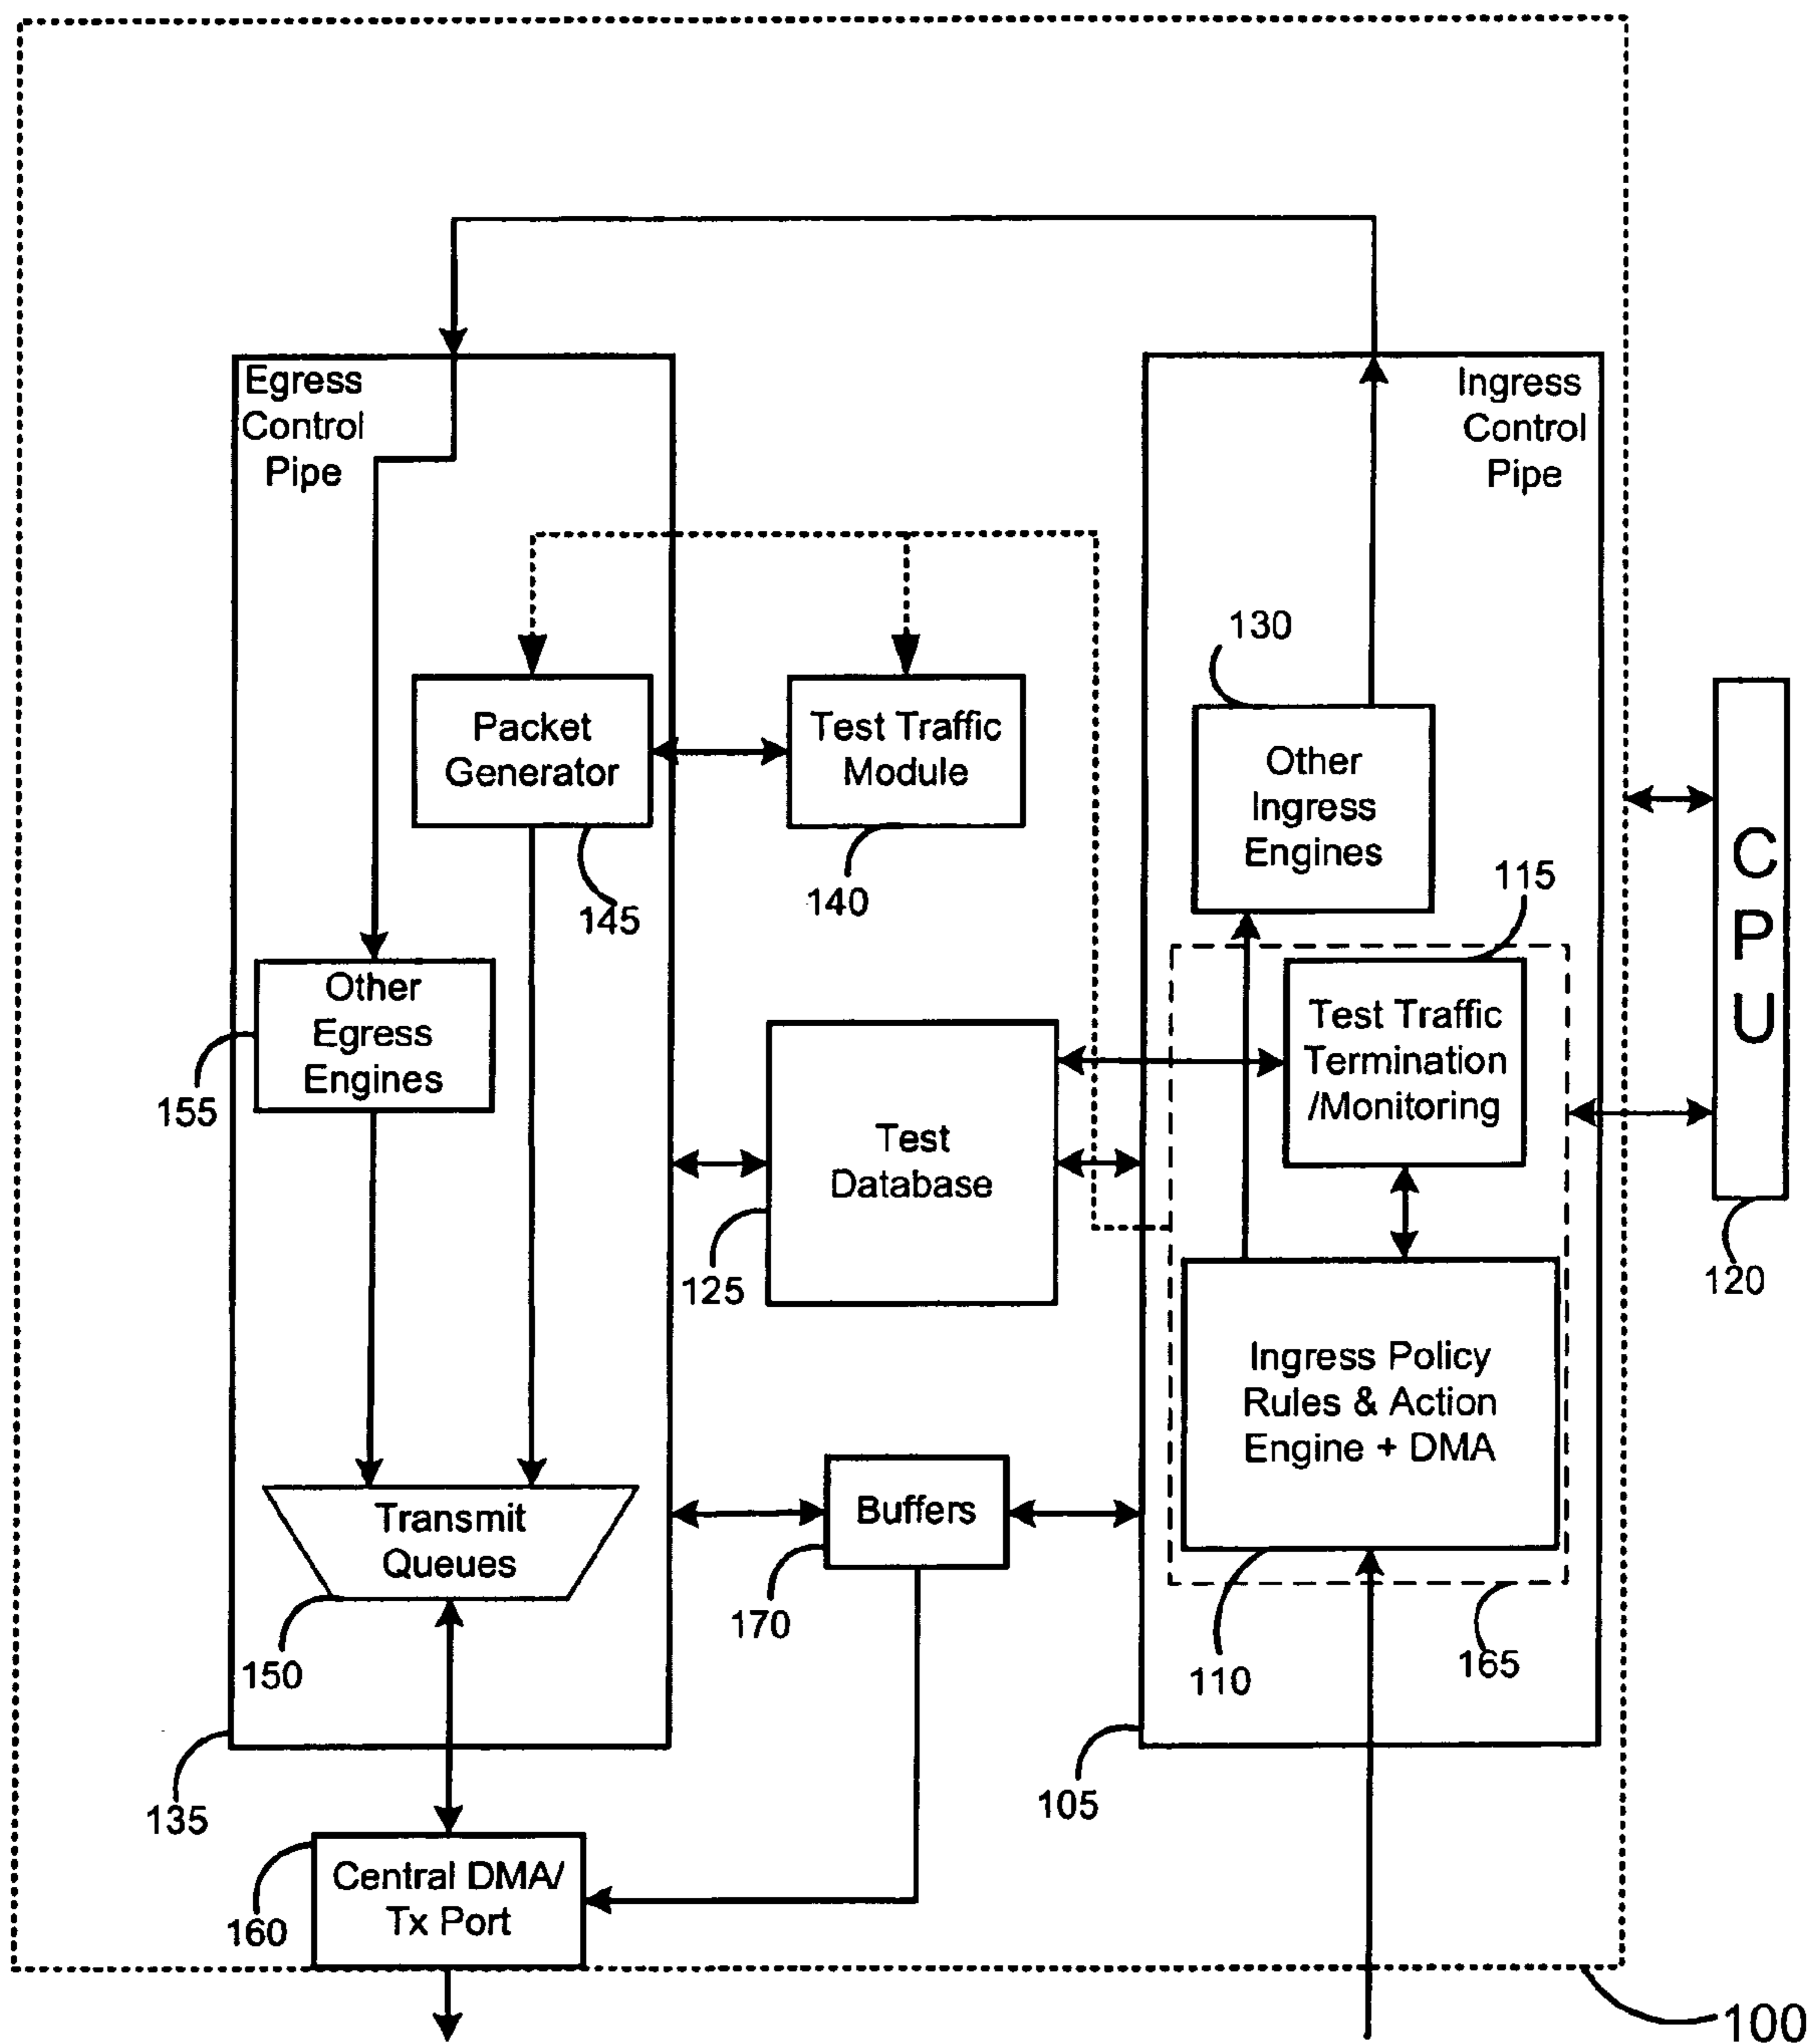 Egress
Control
Pipe
Ingress
Control
Pipe
130
Packet
Generator
Test Traffic
Module
Other
Ingress
Engines
145
140
115
C
P
U
Other
Egress
Engines
155
Test Traffic
Termination
/Monitoring
Test
Database
125
120
Ingress Policy
Rules & Action
Engine + DMA
Transmit
Queues
Buffers
150
170
110
165
135
105
Central DMA/
Tx Port
160
100